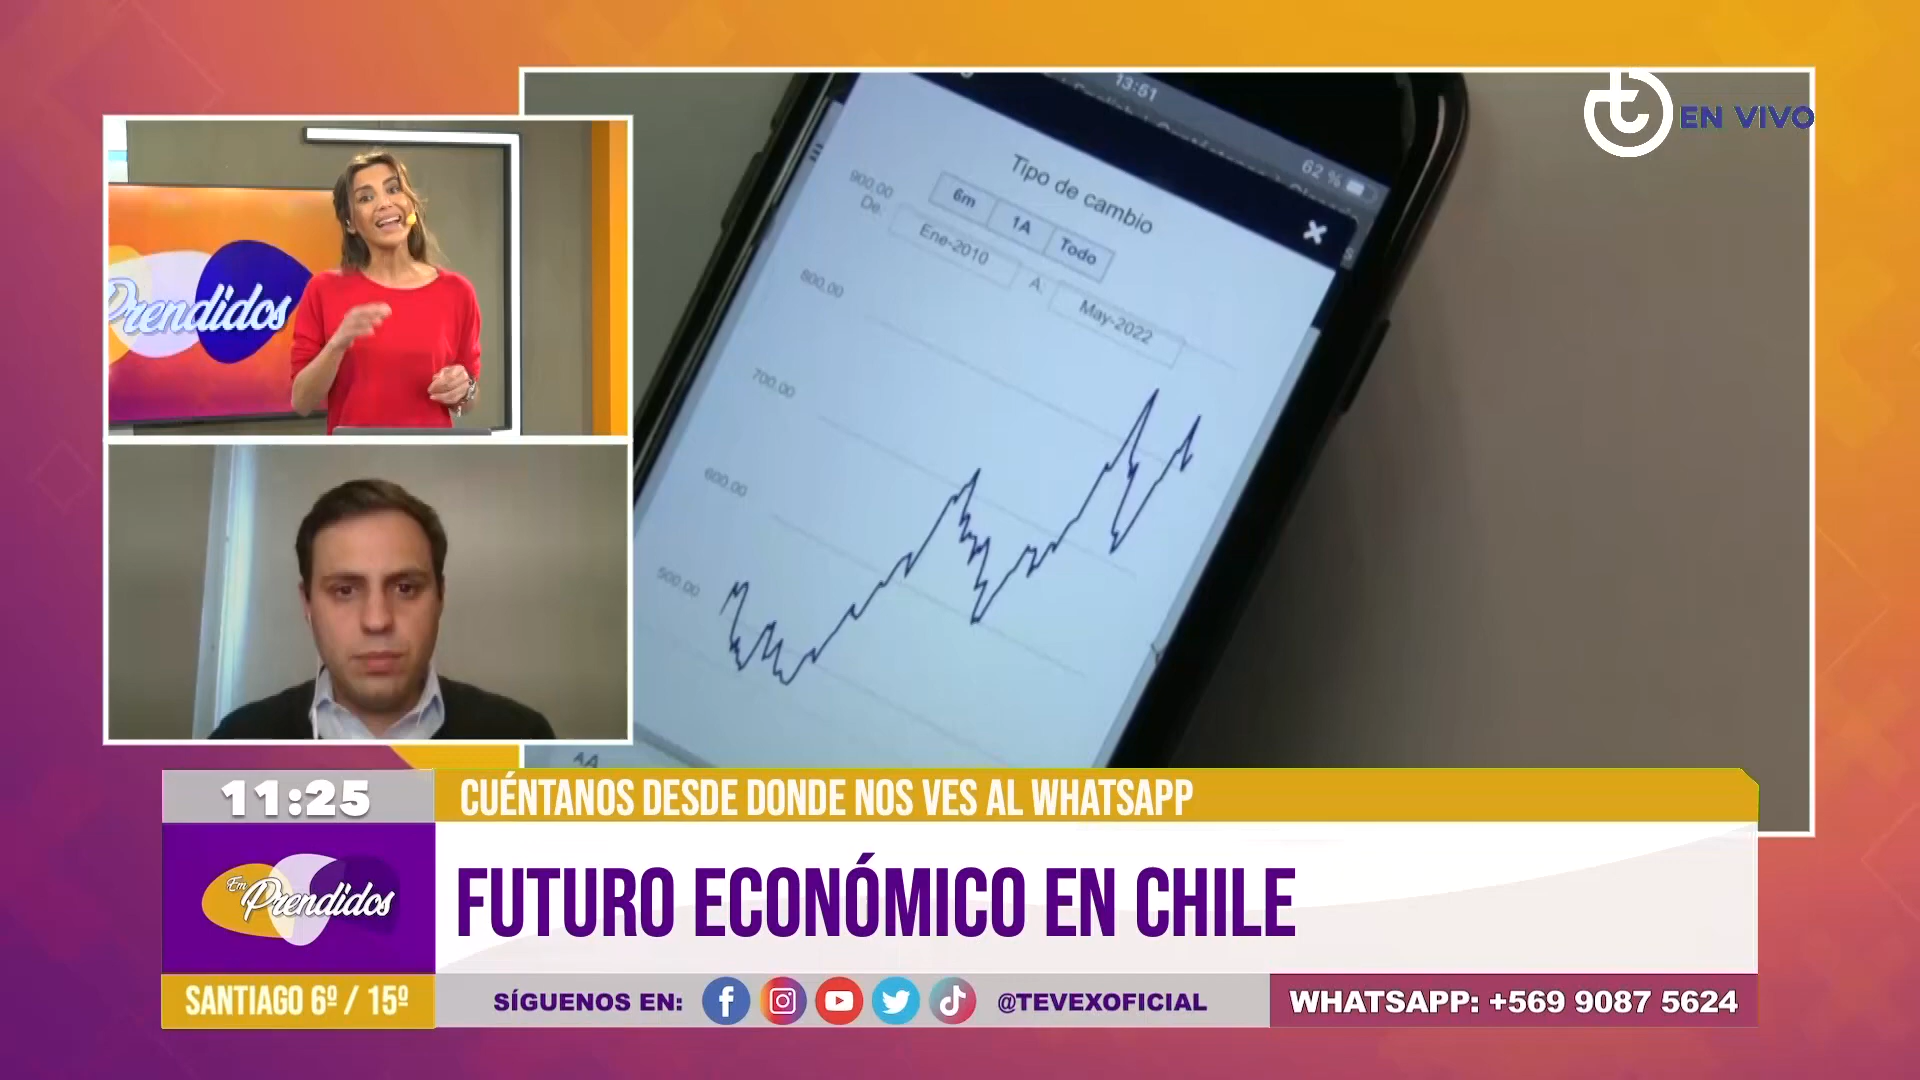 13:51
62 %
EN VIVO
Tipo de cambio
900.00
6m
1A
Todo
De:
Ene-2010
A:
May-2022
800.00
700.00
600.00
500.00
AA
Prendidos
11:25
CUÉNTANOS DESDE DONDE NOS VES AL WHATSAPP
Em
Prendidos
FUTURO ECONÓMICO EN CHILE
SANTIAGO 6º / 15º
SÍGUENOS EN:
@TEVEXOFICIAL
WHATSAPP: +569 9087 5624